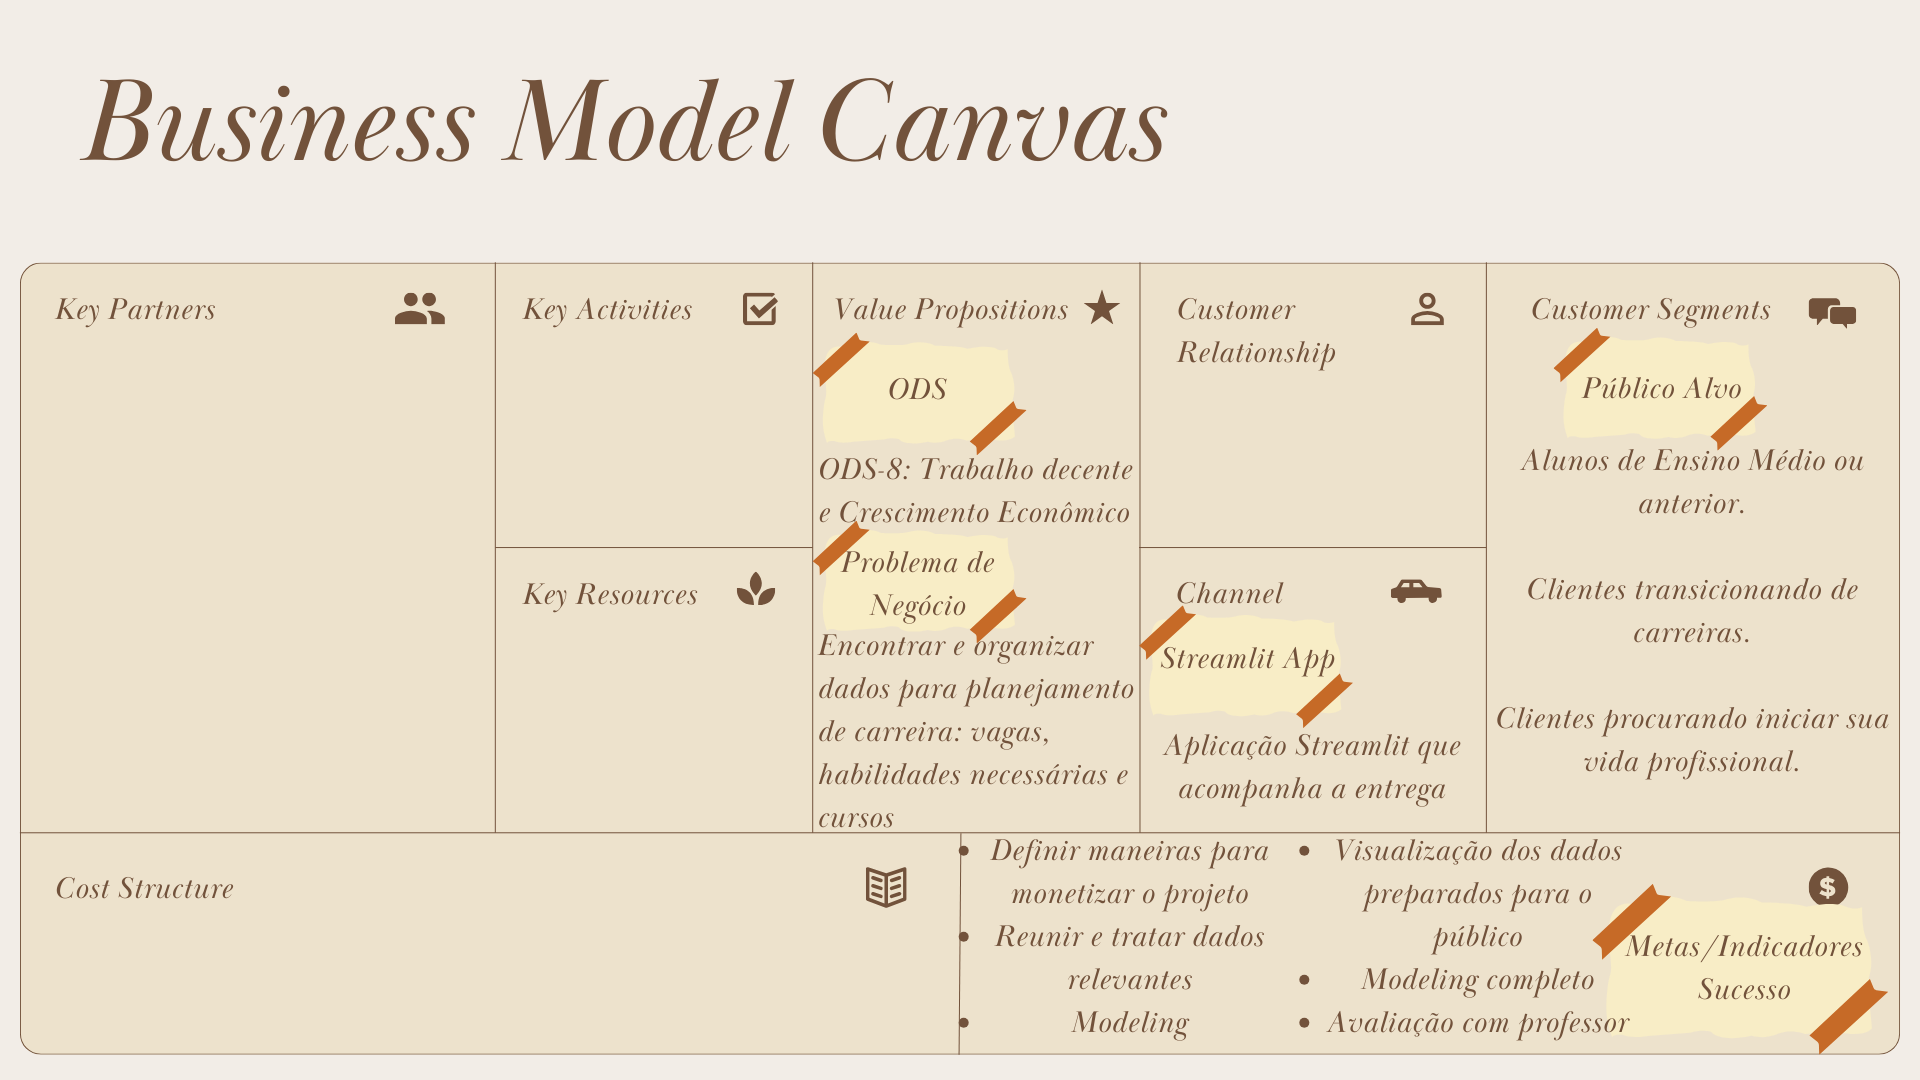 Business Model Canvas
Key Partners
Key Activities
Key Resources
Value Propositions
ODS
ODS-8: Trabalho decente
e Crescimento Econômico
Problema de
Negócio
Encontrar e organizar
dados para planejamento
de carreira: vagas,
habilidades necessárias e
cursos
Customer
Relationship
Channel
Streamlit App
Aplicação Streamlit que
acompanha a entrega
Customer Segments
Público Alvo
Alunos de Ensino Médio ou
anterior.
Clientes transicionando de
carreiras.
Clientes procurando iniciar sua
vida profissional.
Cost Structure
• Definir maneiras para
monetizar o projeto
• Reunir e tratar dados
relevantes
• Modeling
• Visualização dos dados
preparados para o
público
• Modeling completo
• Avaliação com professor
$
Metas/Indicadores
Sucesso